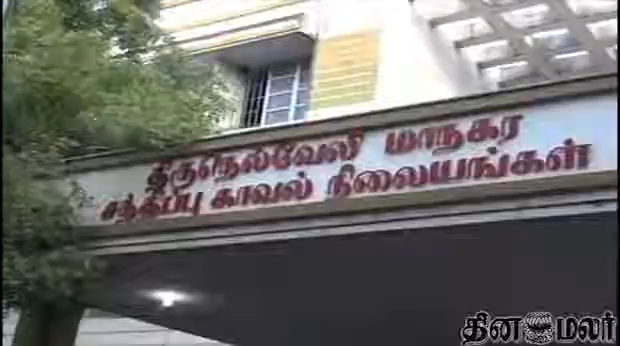 திருநெல்வேலி மாநகர
சந்திப்பு காவல் நிலையங்கள்
தினமலர்